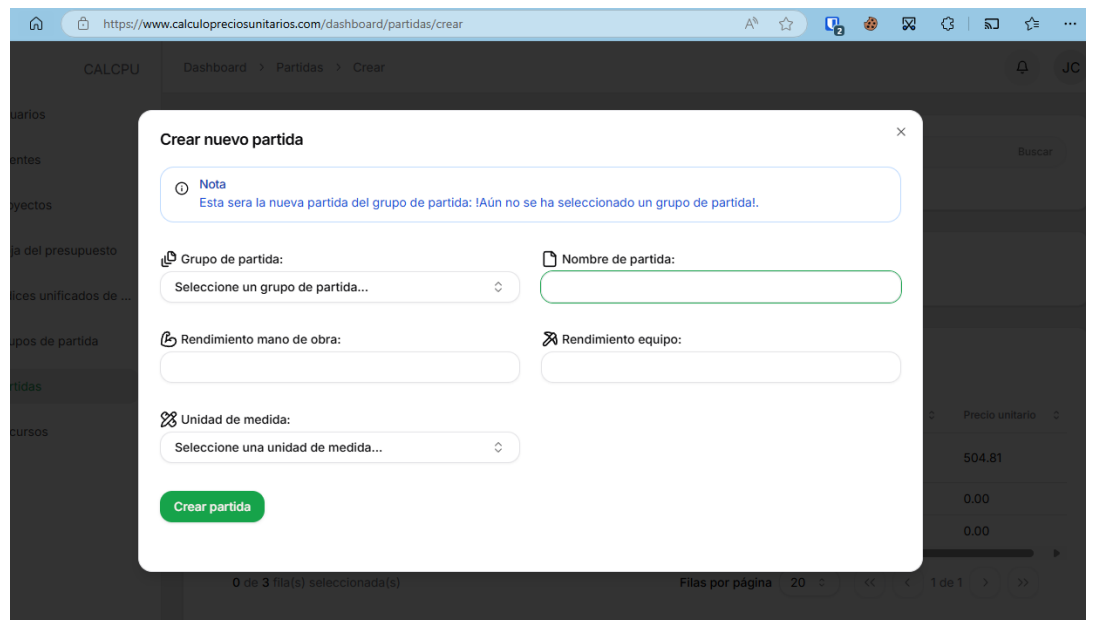 https://www.calculopreciosunitarios.com/dashboard/partidas/crear
2
CALCPU
Dashboard > Partidas > Crear
JC
uarios
entes
oyectos
ja del presupuesto
lices unificados de ...
upos de partida
rtidas
cursos
Buscar
Crear nuevo partida
Nota
Esta sera la nueva partida del grupo de partida: !Aún no se ha seleccionado un grupo de partida!.
Grupo de partida:
Seleccione un grupo de partida...
Nombre de partida:
Rendimiento mano de obra:
Rendimiento equipo:
Unidad de medida:
Seleccione una unidad de medida...
Crear partida
Precio unitario
504.81
0.00
0.00
0 de 3 fila(s) seleccionada(s)
Filas por página 20
1 de 1